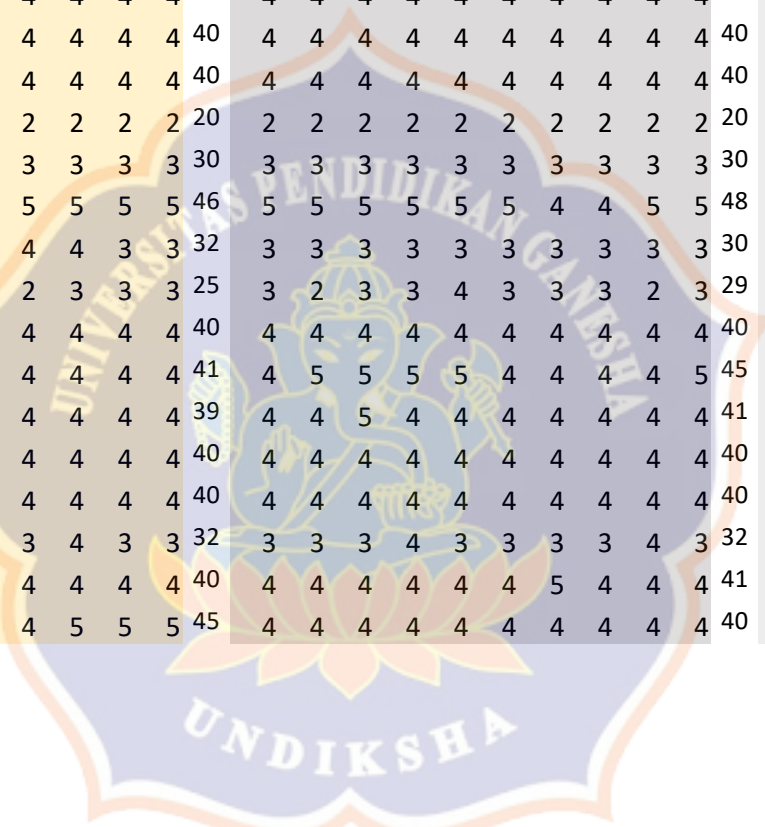 4 4 4 4 40 4 4 4 4 4 4 4 4 4 4 40
4 4 4 4 40 4 4 4 4 4 4 4 4 4 4 40
2 2 2 2 20 2 2 2 2 2 2 2 2 2 2 20
3 3 3 3 30 3 3 3 3 3 3 3 3 3 3 30
5 5 5 5 46 5 5 5 5 5 5 4 4 5 5 48
4 4 3 3 32 3 3 3 3 3 3 3 3 3 3 30
2 3 3 3 25 3 2 3 3 4 3 3 3 2 3 29
4 4 4 4 40 4 4 4 4 4 4 4 4 4 4 40
4 4 4 4 41 4 5 5 5 5 4 4 4 4 5 45
4 4 4 4 39 4 4 5 4 4 4 4 4 4 4 41
4 4 4 4 40 4 4 4 4 4 4 4 4 4 4 40
4 4 4 4 40 4 4 4 4 4 4 4 4 4 4 40
3 4 3 3 32 3 3 3 4 3 3 3 3 4 3 32
4 4 4 4 40 4 4 4 4 4 4 5 4 4 4 41
4 5 5 5 45 4 4 4 4 4 4 4 4 4 4 40
UNIVERSITAS PENDIDIKAN GANESHA
UNDIKSHA